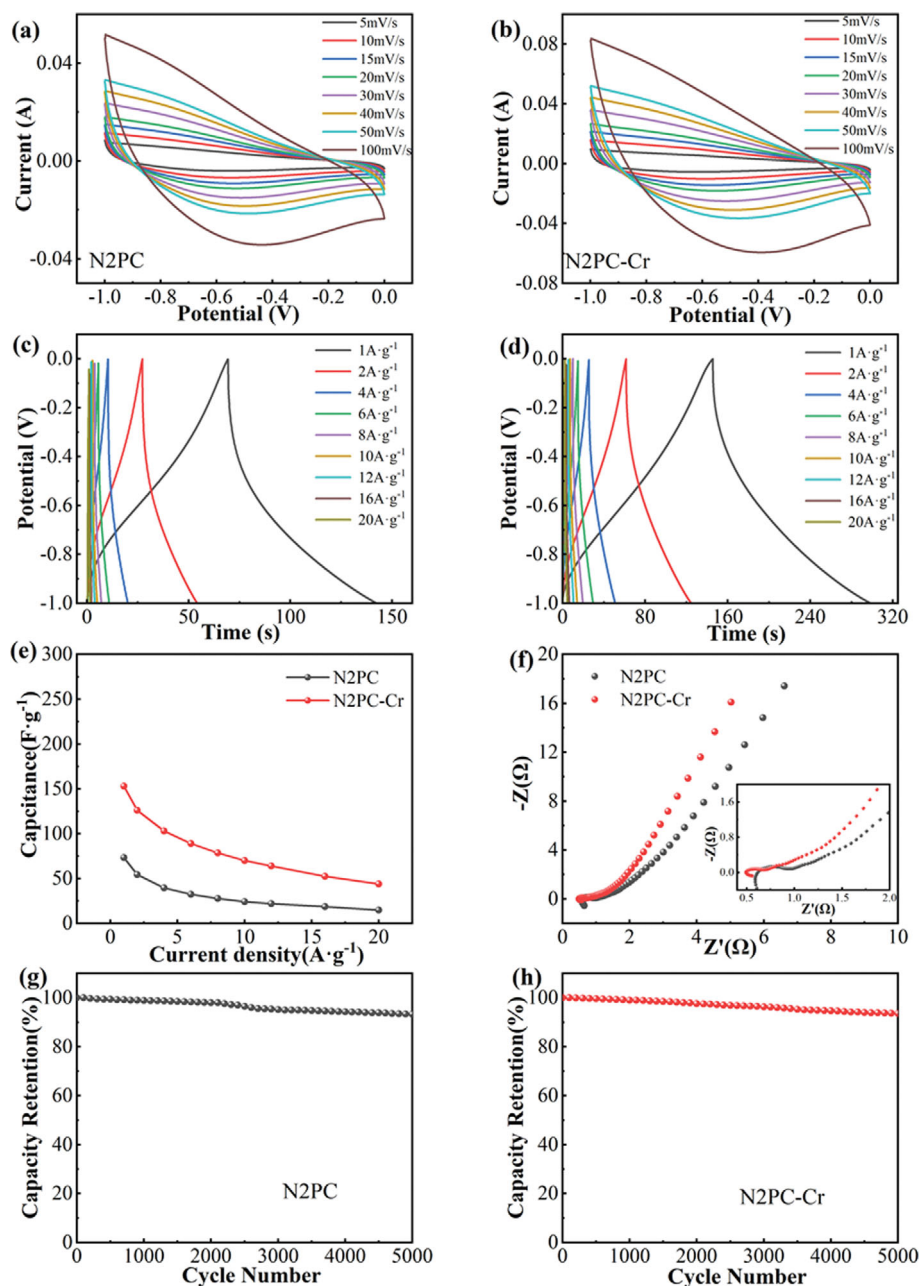 (a)
5mV/s
10mV/s
15mV/s
20mV/s
30mV/s
40mV/s
50mV/s
100mV/s
0.04
0.00
-0.04
Current (A)
N2PC
-1.0 -0.8 -0.6 -0.4 -0.2 0.0
Potential (V)
(b)
5mV/s
10mV/s
15mV/s
20mV/s
30mV/s
40mV/s
50mV/s
100mV/s
0.08
0.04
0.00
-0.04
-0.08
Current (A)
N2PC-Cr
-1.0 -0.8 -0.6 -0.4 -0.2 0.0
Potential (V)
(c)
1A·g⁻¹
2A·g⁻¹
4A·g⁻¹
6A·g⁻¹
8A·g⁻¹
10A·g⁻¹
12A·g⁻¹
16A·g⁻¹
20A·g⁻¹
0.0
-0.2
-0.4
-0.6
-0.8
-1.0
Potential (V)
0 50 100 150
Time (s)
(d)
1A·g⁻¹
2A·g⁻¹
4A·g⁻¹
6A·g⁻¹
8A·g⁻¹
10A·g⁻¹
12A·g⁻¹
16A·g⁻¹
20A·g⁻¹
0.0
-0.2
-0.4
-0.6
-0.8
-1.0
Potential (V)
0 80 160 240 320
Time (s)
(e)
N2PC
N2PC-Cr
300
250
200
150
100
50
0
Capcitance(F·g⁻¹)
0 5 10 15 20
Current density(A·g⁻¹)
(f)
N2PC
N2PC-Cr
20
16
12
8
4
0
-Z(Ω)
1.6
0.8
0.0
-Z(Ω)
0.5 1.0 1.5 2.0
Z'(Ω)
0 2 4 6 8 10
Z'(Ω)
(g)
100
80
60
40
20
0
Capacity Retention(%)
N2PC
0 1000 2000 3000 4000 5000
Cycle Number
(h)
100
80
60
40
20
0
Capacity Retention(%)
N2PC-Cr
0 1000 2000 3000 4000 5000
Cycle Number